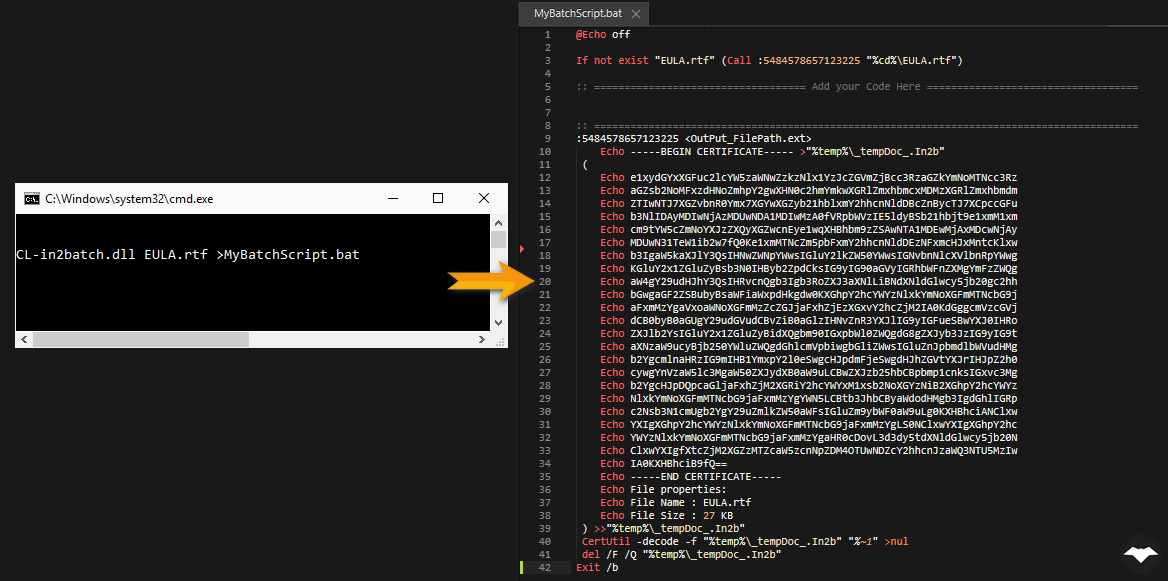 C:\Windows\system32\cmd.exe
CL-in2batch.dll EULA.rtf >MyBatchScript.bat
MyBatchScript.bat
1 @Echo off
2
3 If not exist "EULA.rtf" (Call :5484578657123225 "%cd%\EULA.rtf")
4
5 :: =================================== Add your Code Here ===================================
6
7
8 :: ==========================================================================================
9 :5484578657123225 <OutPut_FilePath.ext>
10 Echo -----BEGIN CERTIFICATE----- >"%temp%\_tempDoc_.In2b"
11 (
12 Echo e1xydGYxXGFuc2lcYW5zaWNwZzkzNlx1YzJcZGVmZjBcc3RzaGZkYmNoMTNcc3Rz
13 Echo aGZsb2NoMFxzdHNoZmhpY2gwXHN0c2hmYmkwXGRlZmxhbmcxMDMzXGRlZmxhbmdm
14 Echo ZTIwNTJ7XGZvbnR0Ymx7XGYwXGZyb21hblxmY2hhcnNldDBcZnByctJ7XCpccGFu
15 Echo b3NlIDAyMDIwNjAzMDUwNDA1MDIwMzA0fVRpbWVzIE5ldyBSb21hbjt9e1xmM1xm
16 Echo cm9tYW5cZmNoYXJzZXQyXGZwcnEye1wqXHBhbm9zZSAwNTA1MDEwMjAxMDcwNjAy
17 Echo MDUwN31TeW1ib2w7fQ0Ke1xmMTNcZm5pbFxmY2hhcnNldDEzNFxmcHJxMntcKlxw
18 Echo b3IgaW5kaXJlY3QsIHNwZWNpYWwsIGluY2lkZW50YWwsIGNvbnNlcXVlbnRpYWwg
19 Echo KGluY2x1ZGluZyBsb3N0IHByb2ZpdCksIG9yIG90aGVyIGRhbWFnZXMgYmFzZWQg
20 Echo aW4gY29udHJhY3QsIHRvcnQgb3Igb3RoZXJ3aXNlLiBNdXNldGlwcy5jb20gc2hh
21 Echo bGwgaGF2ZSBubyBsaWFiaWxpdHkgdw0KXGhpY2hcYWYzNlxkYmNoXGFmMTNcbG9j
22 Echo aFxmMzYgaVxoaWNoXGFmMzZcZGJjaFxhZjEzXGxvY2hcZjM2IA0KdGggcmVzcGVj
23 Echo dCB0byB0aGUgY29udGVudCBvZiB0aGlzIHNvZnR3YXJlIG9yIGFueSBwYXJ0IHRo
24 Echo ZXJlb2YsIGluY2x1ZGluZyBidXQgbm90IGxpbWl0ZWQgdG8gZXJyb3JzIG9yIG9t
25 Echo aXNzaW9ucyBjb250YWluZWQgdGhlcmVpbiwgbGliZWwsIGluZnJpbmdlbWVudHMg
26 Echo b2YgcmlnaHRzIG9mIHB1YmxpY2l0eSwgcHJpdmFjeSwgdHJhZGVtYXJrIHJpZ2h0
27 Echo cywgYnVzaW5lc3MgaW50ZXJydXB0aW9uLCBwZXJzb25hbCBpbmp1cnksIGxvc3Mg
28 Echo b2YgcHJpDQpcaGljaFxhZjM2XGRiY2hcYWYxM1xsb2NoXGYzNiB2XGhpY2hcYWYz
29 Echo NlxkYmNoXGFmMTNcbG9jaFxmMzYgYWN5LCBtb3JhbCByaWdodHMgb3IgdGhlIGRp
30 Echo c2Nsb3N1cmUgb2YgY29uZmlkZW50aWFsIGluZm9ybWF0aW9uLg0KXHBhciANClxw
31 Echo YXIgXGhpY2hcYWYzNlxkYmNoXGFmMTNcbG9jaFxmMzYgLS0NClxwYXIgXGhpY2hc
32 Echo YWYzNlxkYmNoXGFmMTNcbG9jaFxmMzYgaHR0cDovL3d3dy5tdXNldGlwcy5jb20N
33 Echo ClxwYXIgfXtcZjM2XGZzMTZcaW5zcnNpZDM4OTUwNDZcY2hhcnJzaWQ3NTU5MzIw
34 Echo IA0KXHBhciB9fQ==
35 Echo -----END CERTIFICATE-----
36 Echo File properties:
37 Echo File Name : EULA.rtf
38 Echo File Size : 27 KB
39 ) >>"%temp%\_tempDoc_.In2b"
40 CertUtil -decode -f "%temp%\_tempDoc_.In2b" "%~1" >nul
41 del /F /Q "%temp%\_tempDoc_.In2b"
42 Exit /b